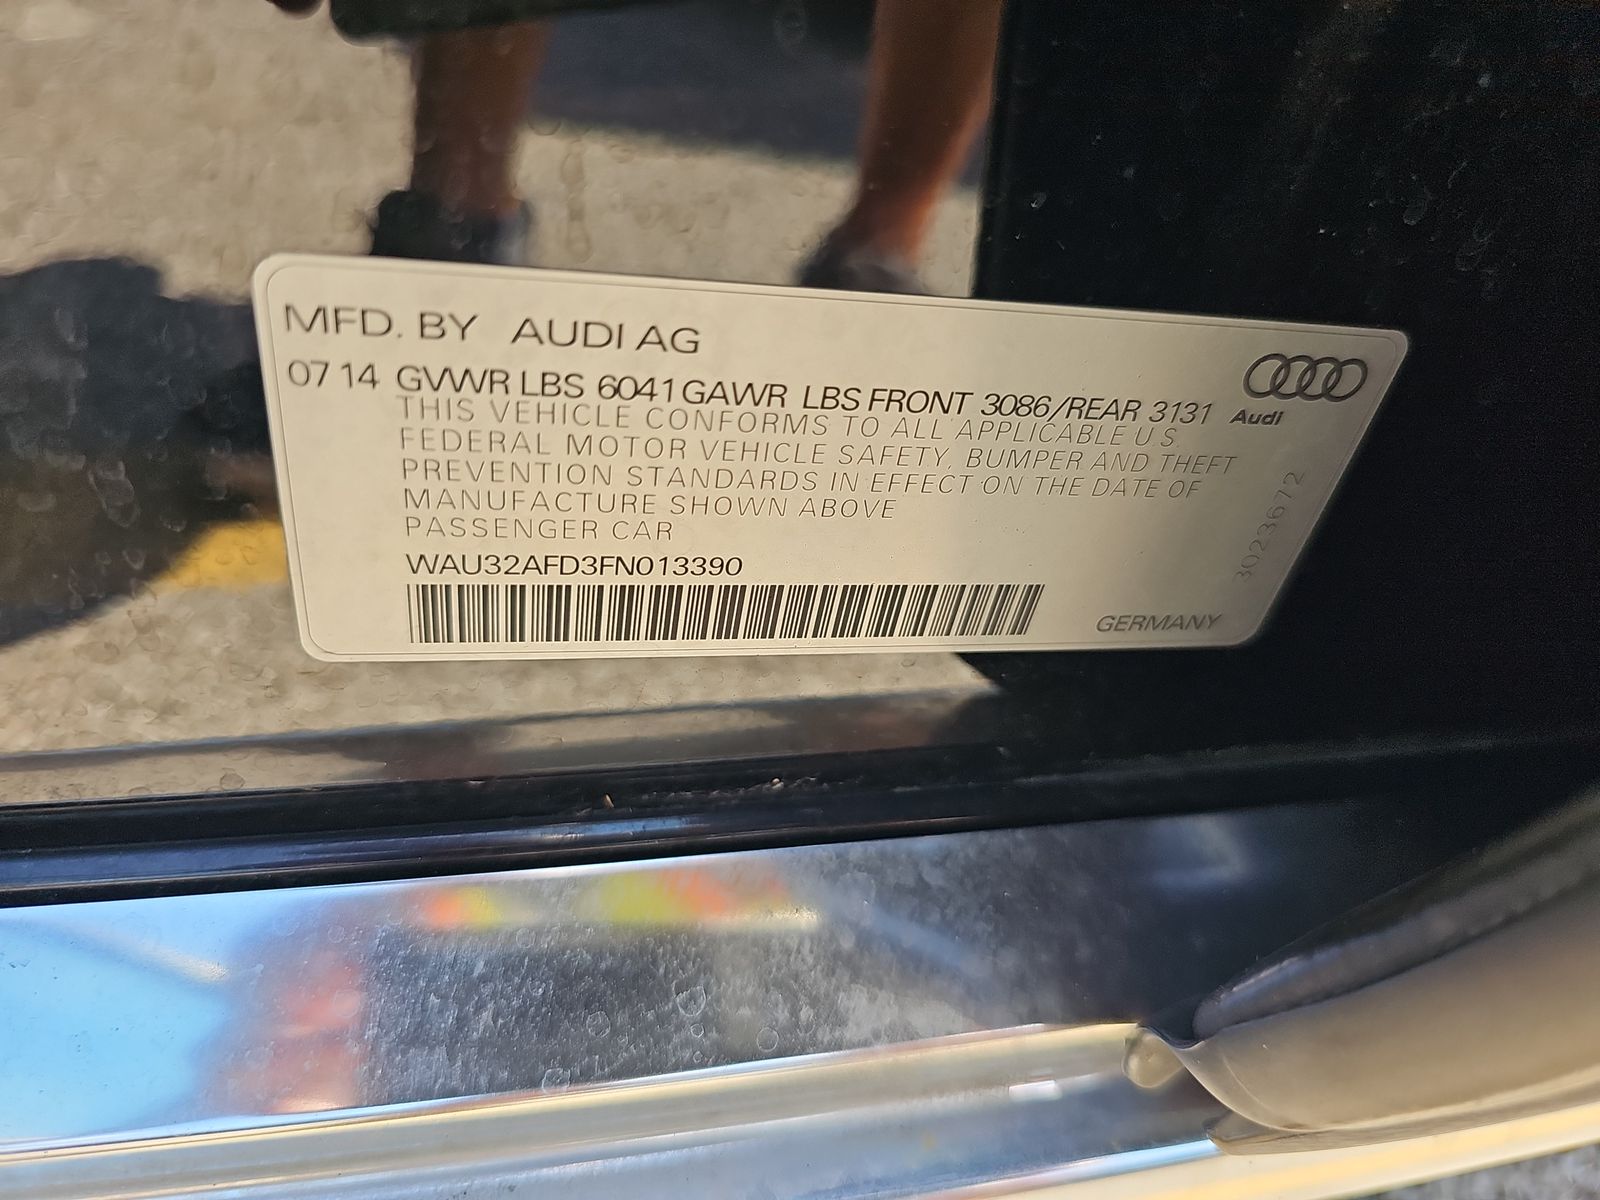 MFD. BY AUDI AG
07 14 GVWR LBS 6041 GAWR LBS FRONT 3086/REAR 3131
Audi
THIS VEHICLE CONFORMS TO ALL APPLICABLE U.S.
FEDERAL MOTOR VEHICLE SAFETY, BUMPER AND THEFT
PREVENTION STANDARDS IN EFFECT ON THE DATE OF
MANUFACTURE SHOWN ABOVE
PASSENGER CAR
WAU32AFD3FN013390
GERMANY
3023672